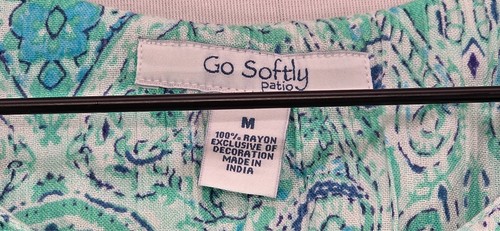 Go Softly
patio
M
100% RAYON
EXCLUSIVE OF
DECORATION
MADE IN
INDIA